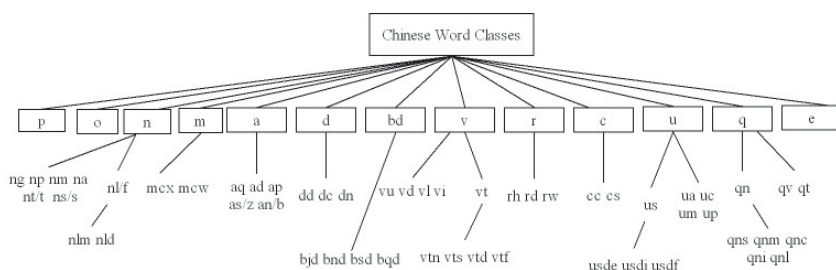 Chinese Word Classes
p o n m a d bd v r c u q e
ng np nm na nl/f mcx mcw aq ad ap dd dc dn vu vd vl vi vt rh rd rw cc cs us ua uc qn qv qt
nt/t ns/s as/z an/b um up
nlm nld bjd bnd bsd bqd vtn vts vtd vtf usde usdi usdf qns qnm qnc
qni qnl